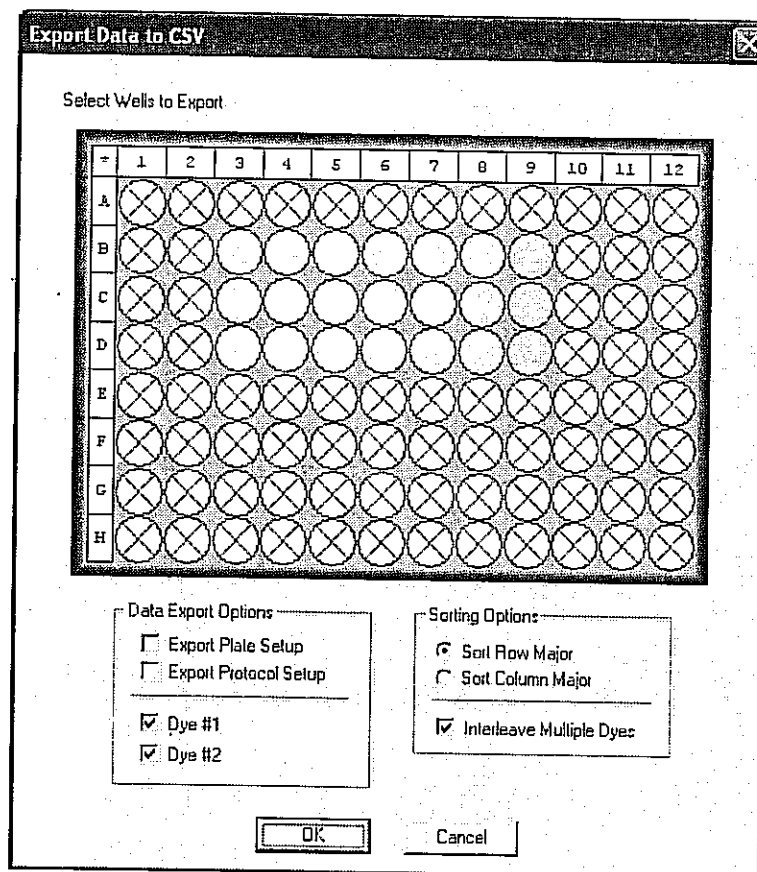 Export Data to CSV
Select Wells to Export
* 1 2 3 4 5 6 7 8 9 10 11 12
A
B
C
D
E
F
G
H
Data Export Options
Export Plate Setup
Export Protocol Setup
Dye #1
Dye #2
Sorting Options
Sort Row Major
Sort Column Major
Interleave Multiple Dyes
OK
Cancel